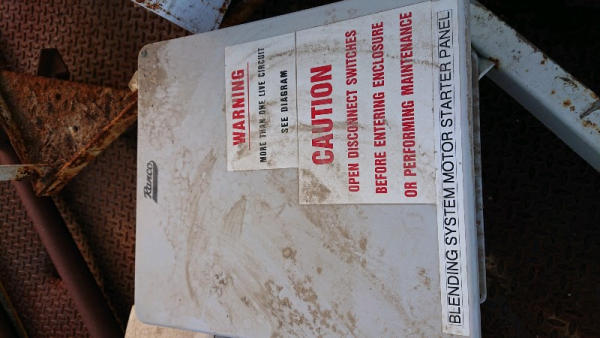 Ranco
WARNING
MORE THAN ONE LIVE CIRCUIT
SEE DIAGRAM
CAUTION
OPEN DISCONNECT SWITCHES
BEFORE ENTERING ENCLOSURE
OR PERFORMING MAINTENANCE
BLENDING SYSTEM MOTOR STARTER PANEL